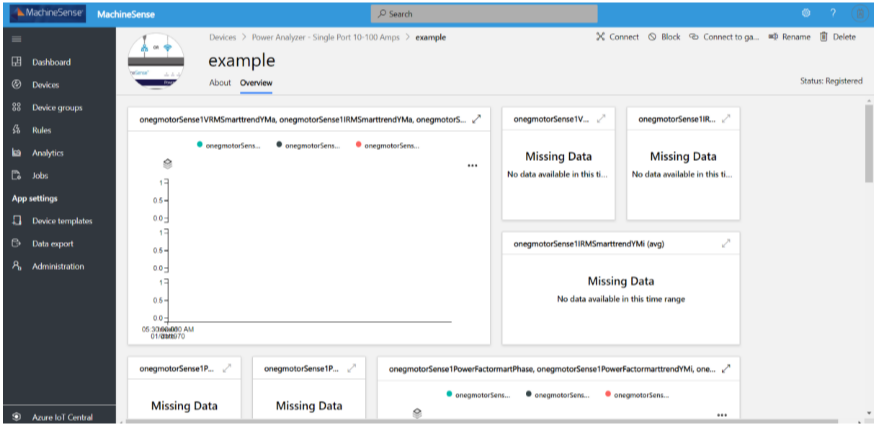 MachineSense MachineSense Search ?
Devices > Power Analyzer - Single Port 10-100 Amps > example
Connect Block Connect to ga... Rename Delete
example
About Overview
Status: Registered
Dashboard
Devices
Device groups
Rules
Analytics
Jobs
App settings
Device templates
Data export
Administration
Azure IoT Central
onegmotorSense1VRMSmarttrendYMa, onegmotorSense1IRMSmarttrendYMa, onegmotorS...
onegmotorSens... onegmotorSens... onegmotorSens...
...
1
0.5
0.0
1
0.5
0.0
1
0.5
0.0
01/01/1970
onegmotorSense1V...
Missing Data
No data available in this ti...
onegmotorSense1IR...
Missing Data
No data available in this ti...
onegmotorSense1IRMSmarttrendYMi (avg)
Missing Data
No data available in this time range
onegmotorSense1P...
Missing Data
onegmotorSense1P...
Missing Data
onegmotorSense1PowerFactormartPhase, onegmotorSense1PowerFactormarttrendYMi, one...
onegmotorSens... onegmotorSens... onegmotorSens...
...